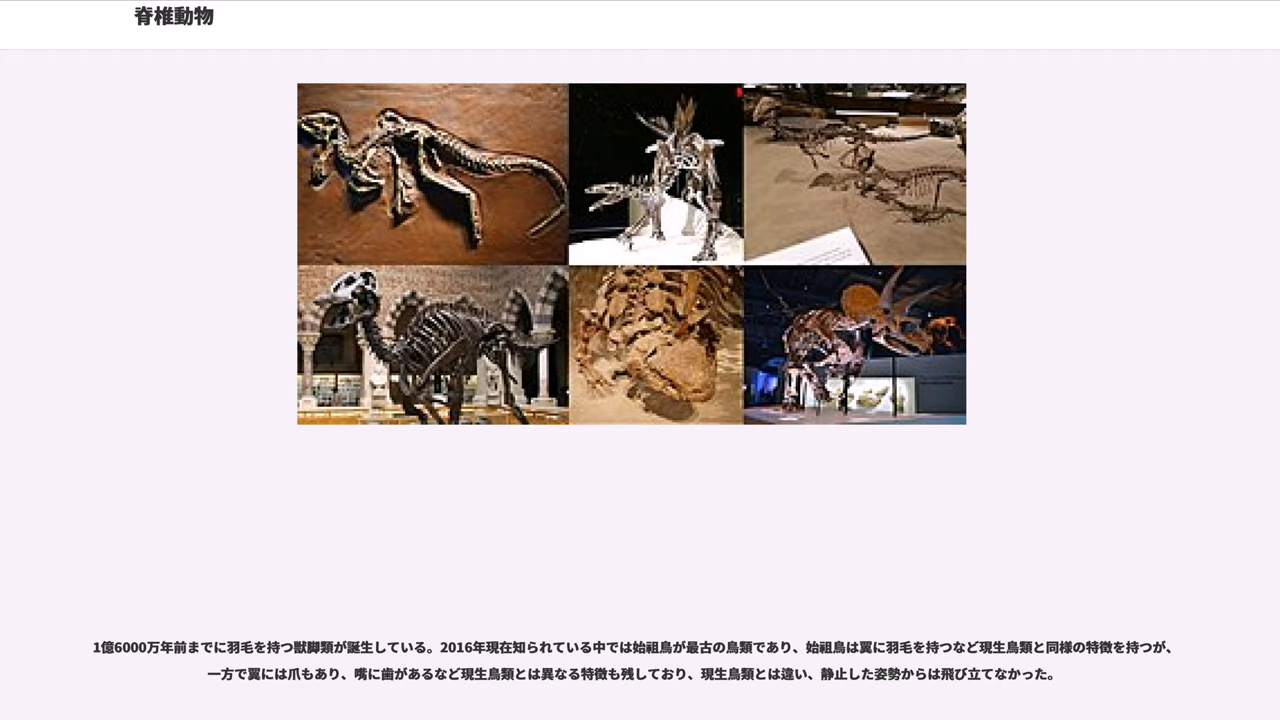 脊椎動物
1億6000万年前までに羽毛を持つ獣脚類が誕生している。2016年現在知られている中では始祖鳥が最古の鳥類であり、始祖鳥は翼に羽毛を持つなど現生鳥類と同様の特徴を持つが、
一方で翼には爪もあり、嘴に歯があるなど現生鳥類とは異なる特徴も残しており、現生鳥類とは違い、静止した姿勢からは飛び立てなかった。